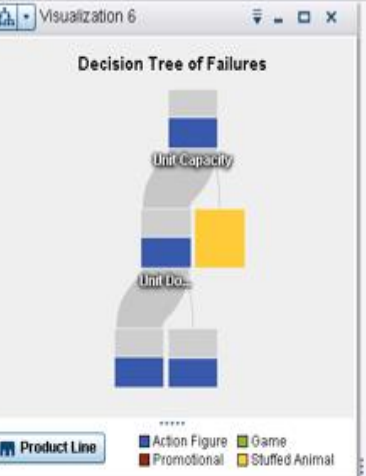 Visualization 6
Decision Tree of Failures
Unit Capacity
Unit Do...
Product Line
Action Figure Game
Promotional Stuffed Animal